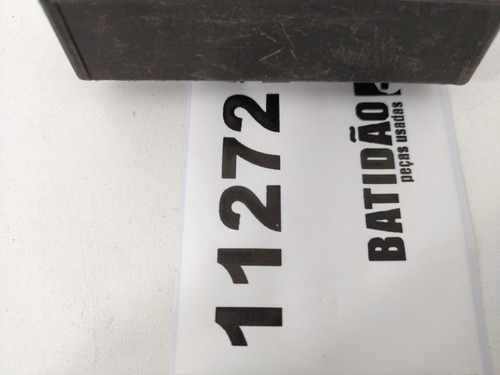 11272
BATIDÃO
peças usadas